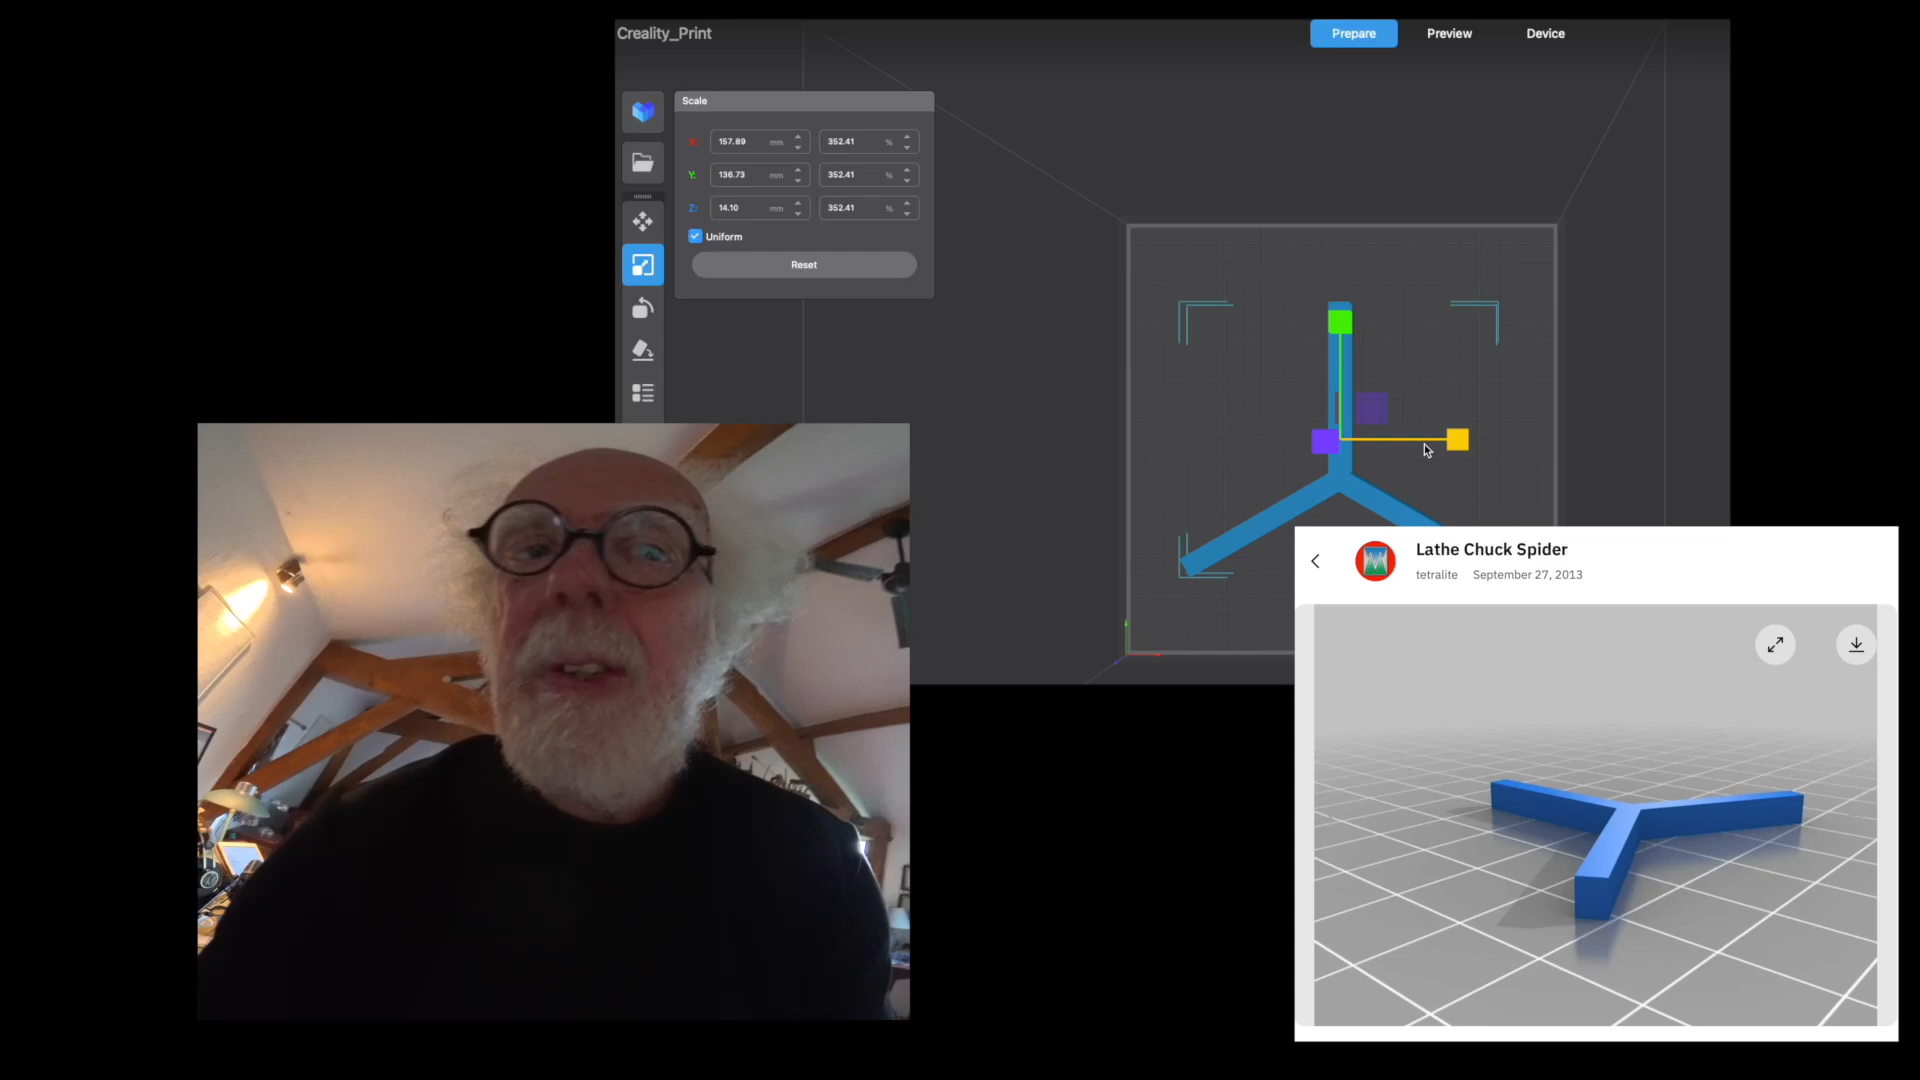 Creality_Print
Prepare Preview Device
Scale
X: 157.89 mm 352.41 %
Y: 136.73 mm 352.41 %
Z: 14.10 mm 352.41 %
Uniform
Reset
Lathe Chuck Spider
tetralite September 27, 2013